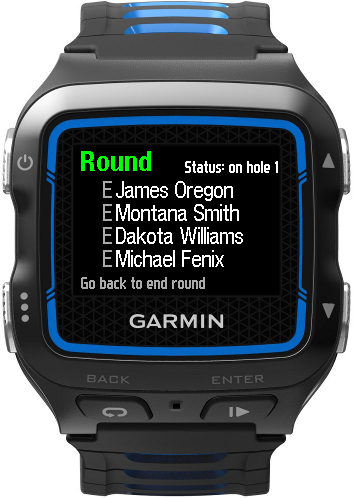 Round Status: on hole 1
E James Oregon
E Montana Smith
E Dakota Williams
E Michael Fenix
Go back to end round
GARMIN
BACK ENTER